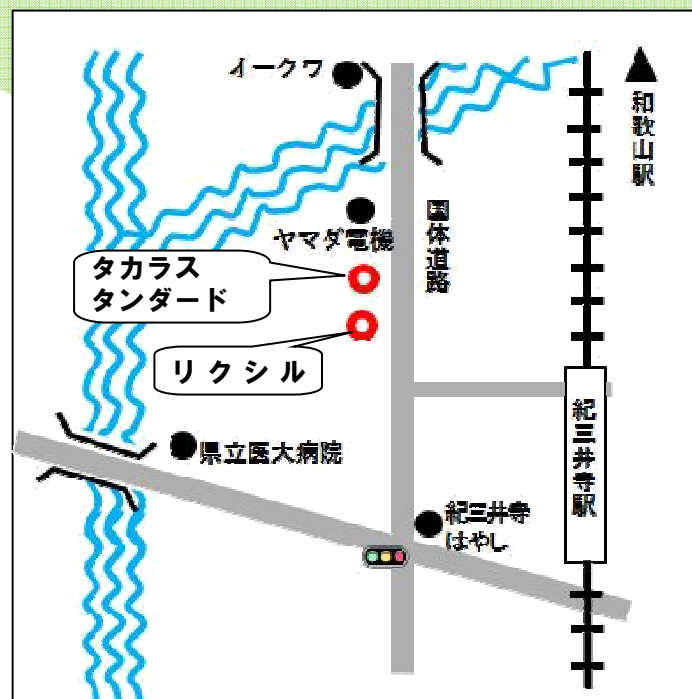 イークワ
和歌山駅
国体道路
ヤマダ電機
タカラス
タンダード
リクシル
紀三井寺駅
県立医大病院
紀三井寺
はやし